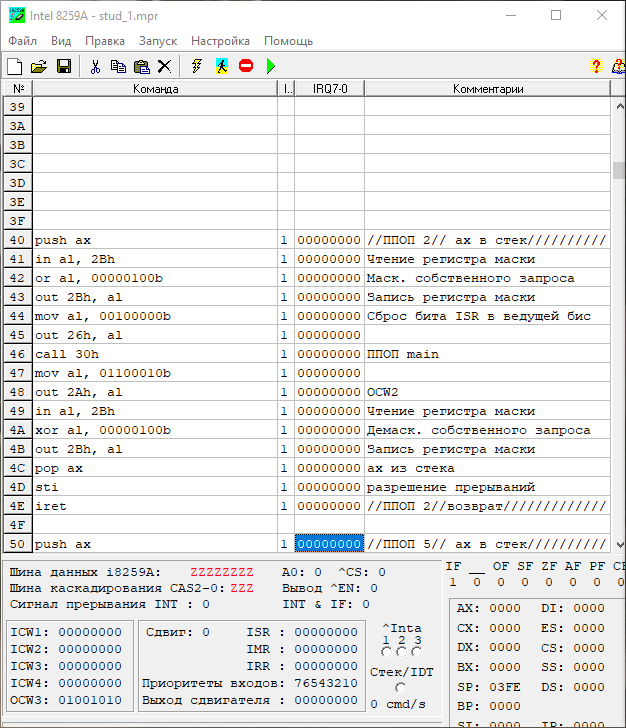 Intel 8259A - stud_1.mpr
Файл Вид Правка Запуск Настройка Помощь
№ Команда I.. IRQ7-0 Комментарии
39
3A
3B
3C
3D
3E
3F
40 push ax 1 00000000 //ППОП 2// ax в стек//////////
41 in al, 2Bh 1 00000000 Чтение регистра маски
42 or al, 00000100b 1 00000000 Маск. собственного запроса
43 out 2Bh, al 1 00000000 Запись регистра маски
44 mov al, 00100000b 1 00000000 Сброс бита ISR в ведущей бис
45 out 26h, al 1 00000000
46 call 30h 1 00000000 ППОП main
47 mov al, 01100010b 1 00000000
48 out 2Ah, al 1 00000000 OCW2
49 in al, 2Bh 1 00000000 Чтение регистра маски
4A xor al, 00000100b 1 00000000 Демаск. собственного запроса
4B out 2Bh, al 1 00000000 Запись регистра маски
4C pop ax 1 00000000 ax из стека
4D sti 1 00000000 разрешение прерываний
4E iret 1 00000000 //ППОП 2//возврат/////////////
4F
50 push ax 1 00000000 //ППОП 5// ax в стек//////////
Шина данных i8259A: ZZZZZZZZ A0: 0 ^CS: 0
Шина каскадирования CAS2-0: ZZZ Вывод ^EN: 0
Сигнал прерывания INT : 0 INT & IF: 0
IF __ OF SF ZF AF PF
1 0 0 0 0 0 0
ICW1: 00000000
ICW2: 00000000
ICW3: 00000000
ICW4: 00000000
OCW3: 01001010
Сдвиг: 0 ISR : 00000000
IMR : 00000000
IRR : 00000000
Приоритеты входов: 76543210
Выход сдвигателя : 00000000
^Inta
1 2 3
Стек/IDT
0 cmd/s
AX: 0000 DI: 0000
CX: 0000 ES: 0000
DX: 0000 CS: 0000
BX: 0000 SS: 0000
SP: 03FE DS: 0000
BP: 0000